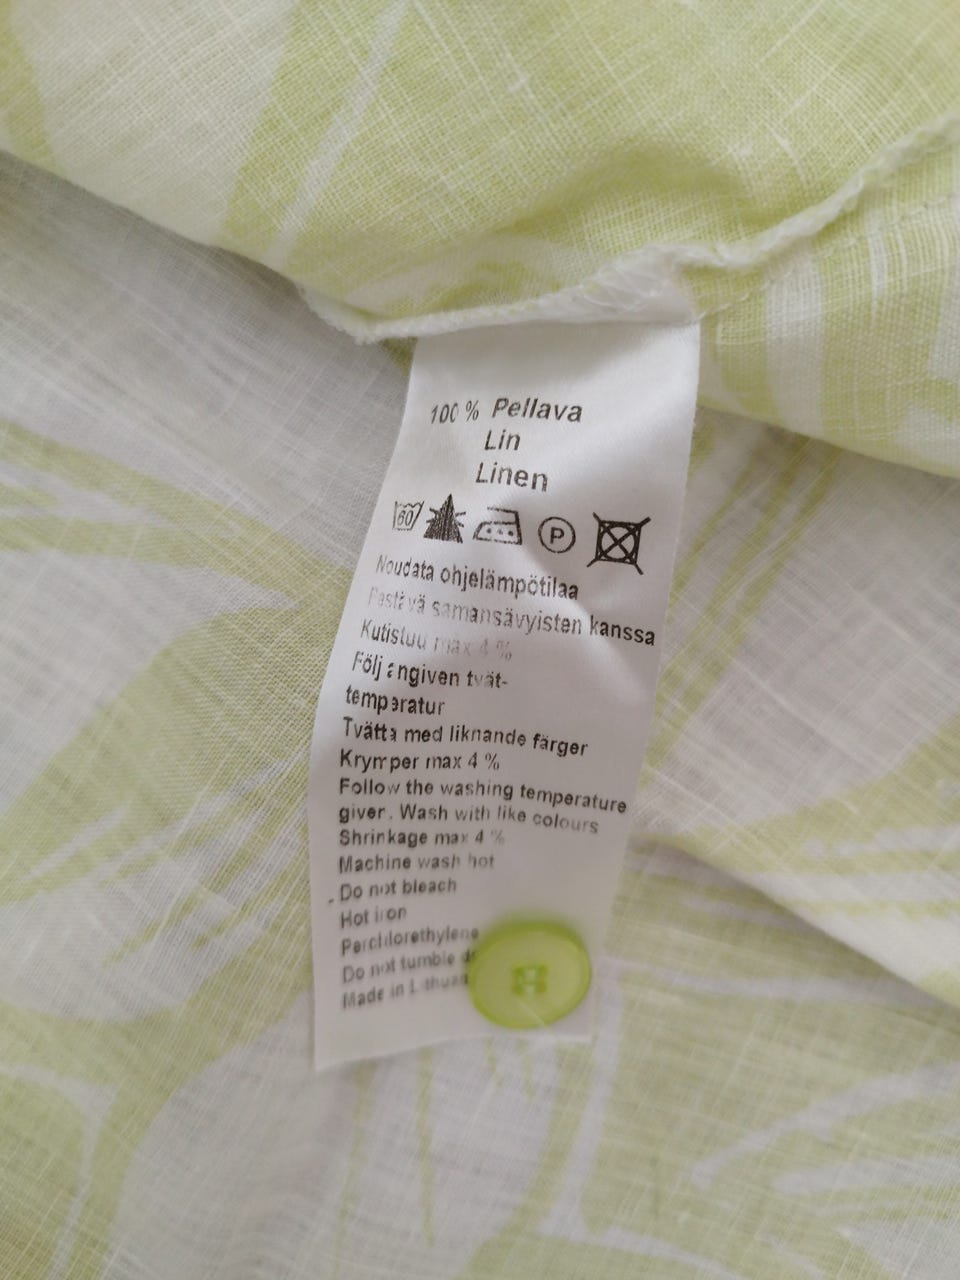 100 % Pellava
Lin
Linen
60 P
Noudata ohjelämpötilaa
Pestävä samansävyisten kanssa
Kutistuu max 4 %
Följ angiven tvät-
temperatur
Tvätta med liknande färger
Krymper max 4 %
Follow the washing temperature
given. Wash with like colours
Shrinkage max 4 %
Machine wash hot
Do not bleach
Hot iron
Perchlorethylene
Do not tumble
Made in